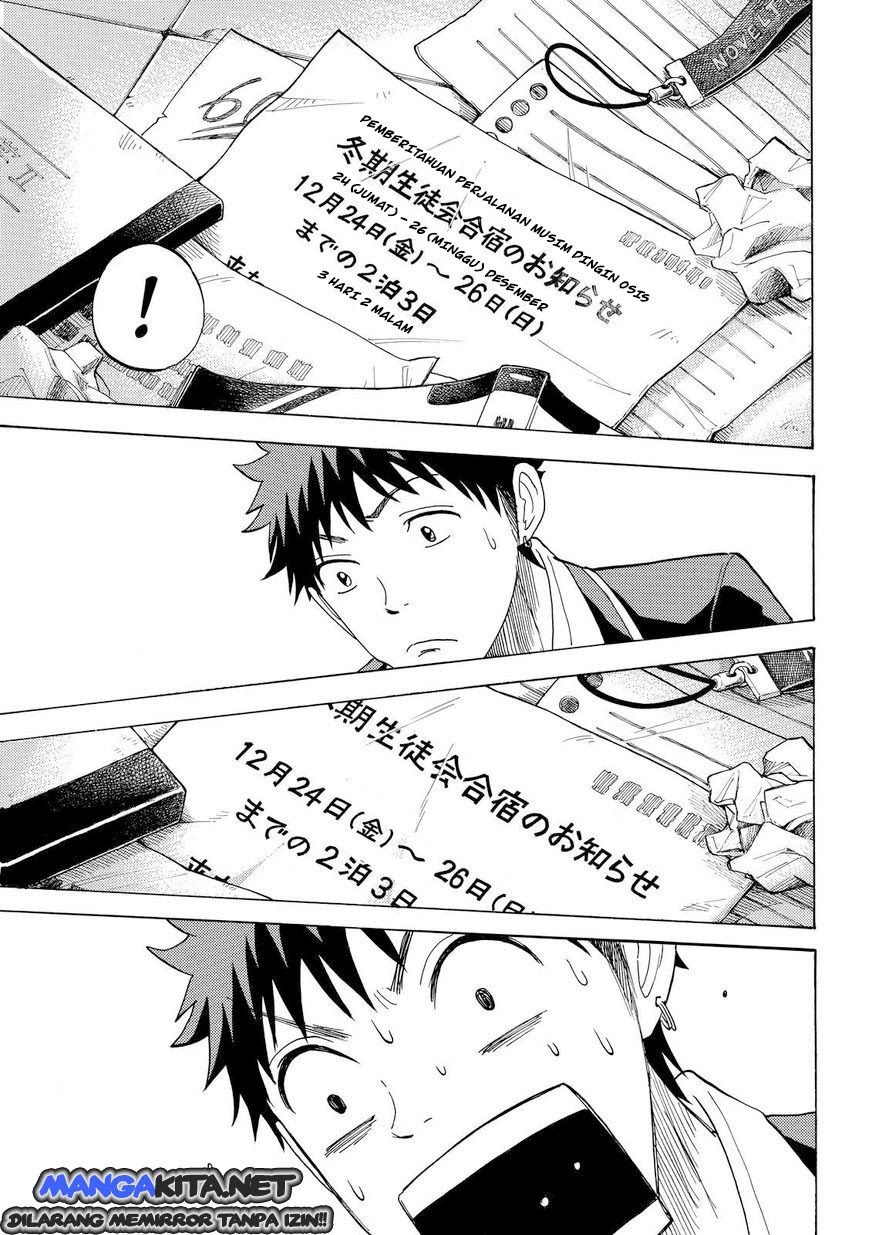 NOVELT
60
PEMBERITAHUAN PERJALANAN MUSIM DINGIN OSIS
冬期生徒会合宿のお知らせ
24 (JUMAT) - 26 (MINGGU) DESEMBER
12月24日(金)～26日(日)
までの2泊3日
3 HARI 2 MALAM
!
冬期生徒会合宿のお知らせ
12月24日(金)～26日(日)
までの2泊3日
MANGAKITA.NET
DILARANG MEMIRROR TANPA IZIN!!